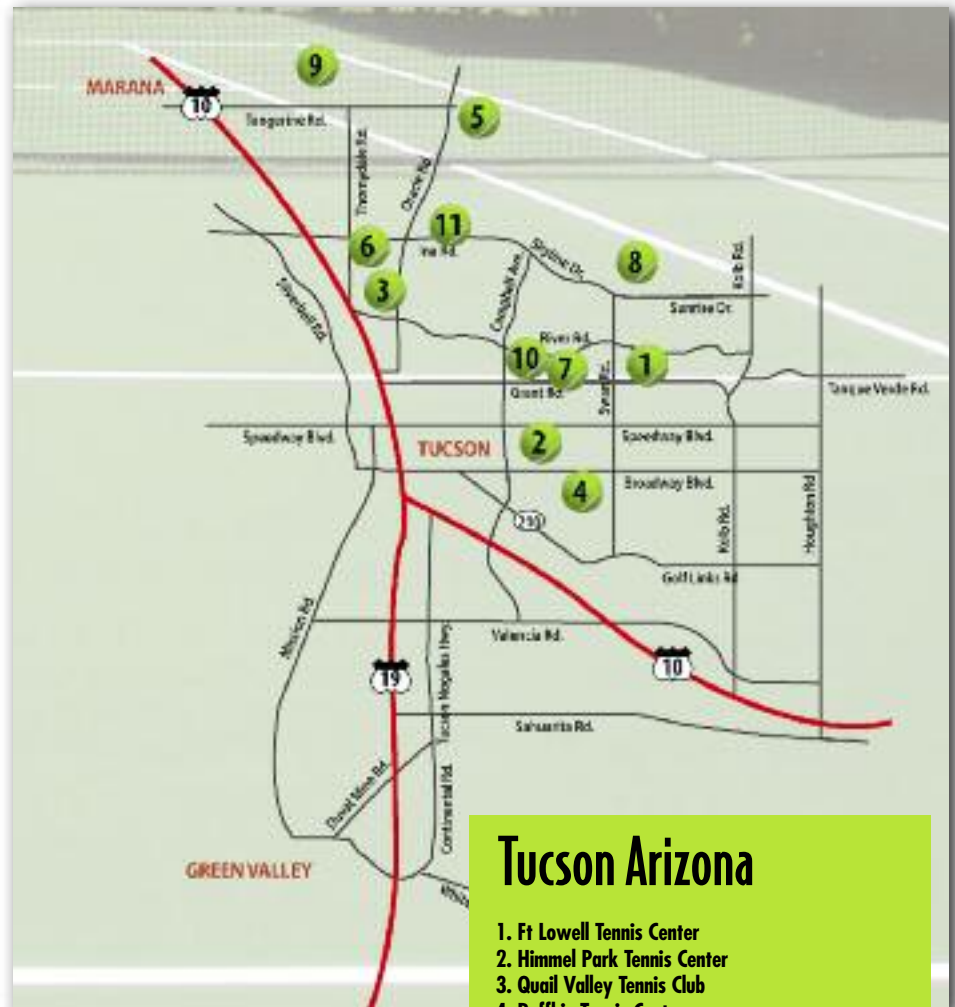 9
MARANA
10
Tangerine Rd.
5
Thornydale Rd.
Oracle Rd
11
6
Ina Rd.
Skyline Dr.
8
Kolb Rd.
3
Campbell Ave.
Silverbell Rd.
Sunrise Dr.
River Rd.
10
7
1
Grant Rd.
Swan Rd.
Tanque Verde Rd.
Speedway Blvd.
TUCSON
2
Speedway Blvd.
4
Broadway Blvd.
210
Kolb Rd.
Houghton Rd
Golf Links Rd
Mission Rd
Valencia Rd.
19
Tucson Nogales Hwy.
10
Sahuarita Rd.
Duval Mine Rd.
Continental Rd.
GREEN VALLEY
Tucson Arizona
1. Ft Lowell Tennis Center
2. Himmel Park Tennis Center
3. Quail Valley Tennis Club